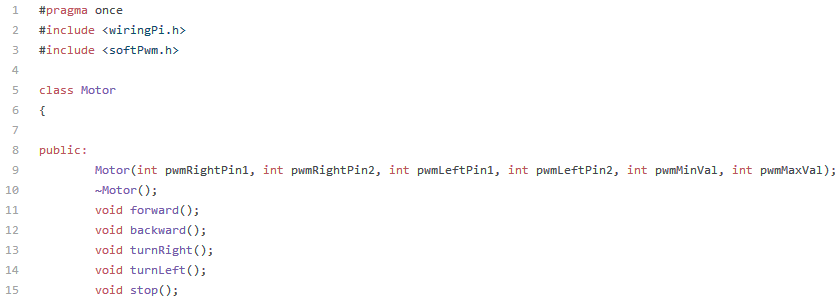 1 #pragma once
2 #include <wiringPi.h>
3 #include <softPwm.h>
4
5 class Motor
6 {
7
8 public:
9 Motor(int pwmRightPin1, int pwmRightPin2, int pwmLeftPin1, int pwmLeftPin2, int pwmMinVal, int pwmMaxVal);
10 ~Motor();
11 void forward();
12 void backward();
13 void turnRight();
14 void turnLeft();
15 void stop();